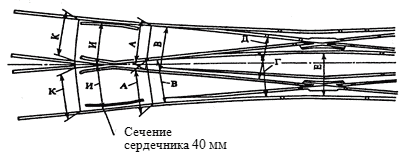 К И А В Д
Г Е
К И А В
Сечение
сердечника 40 мм